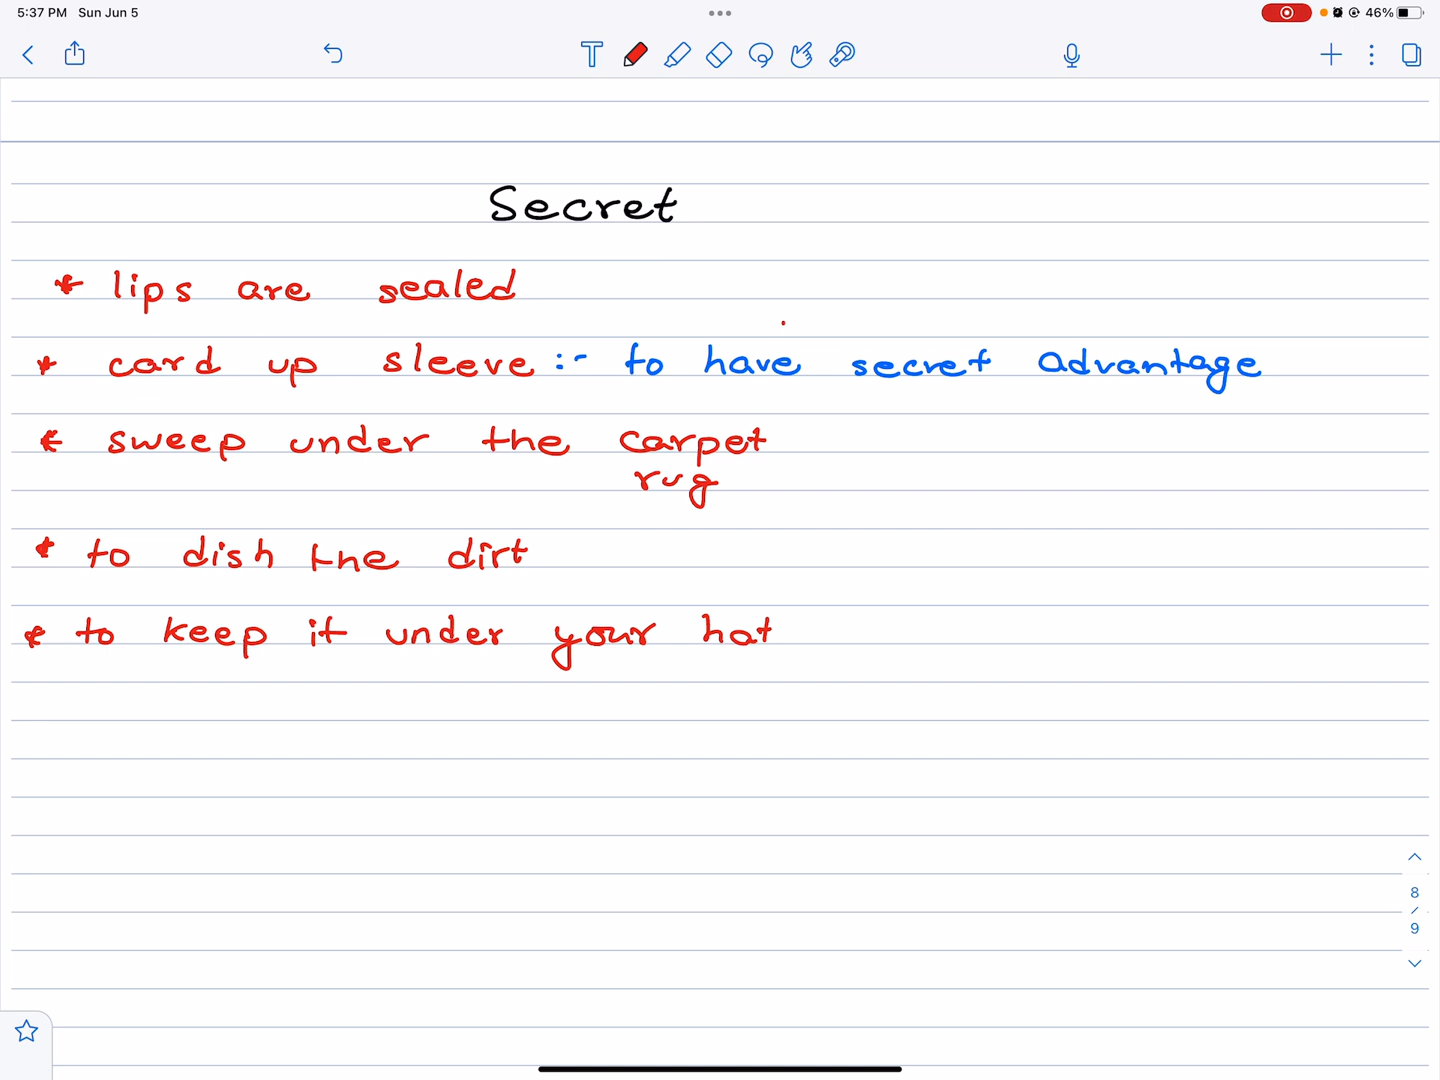 5:37 PM Sun Jun 5
46%
Secret
* lips are sealed
* card up sleeve :- to have secret advantage
* sweep under the carpet
rug
* to dish the dirt
* to keep it under your hat
8
/
9